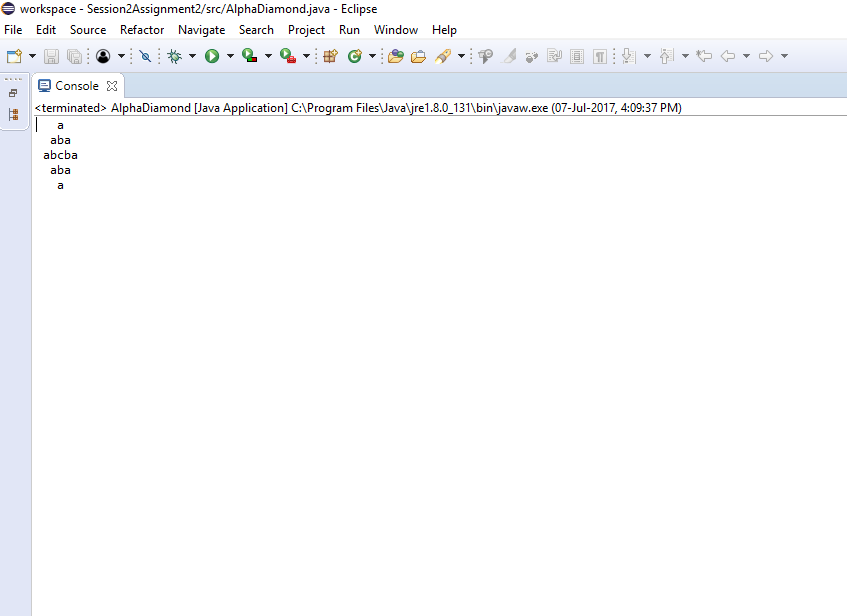 workspace - Session2Assignment2/src/AlphaDiamond.java - Eclipse
File Edit Source Refactor Navigate Search Project Run Window Help
Console
<terminated> AlphaDiamond [Java Application] C:\Program Files\Java\jre1.8.0_131\bin\javaw.exe (07-Jul-2017, 4:09:37 PM)
a
aba
abcba
aba
a